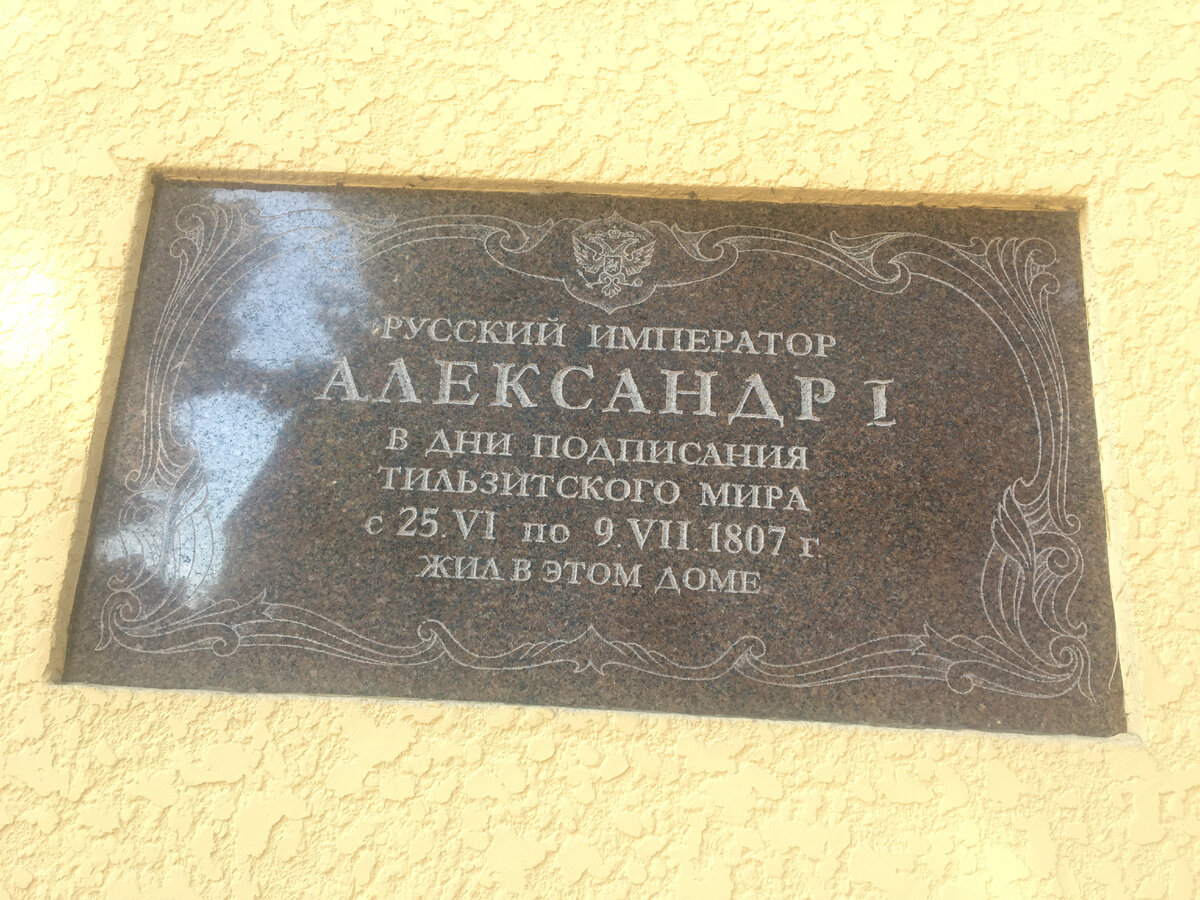 РУССКИЙ ИМПЕРАТОР
АЛЕКСАНДР I
В ДНИ ПОДПИСАНИЯ
ТИЛЬЗИТСКОГО МИРА
с 25.VI по 9.VII.1807 г.
ЖИЛ В ЭТОМ ДОМЕ